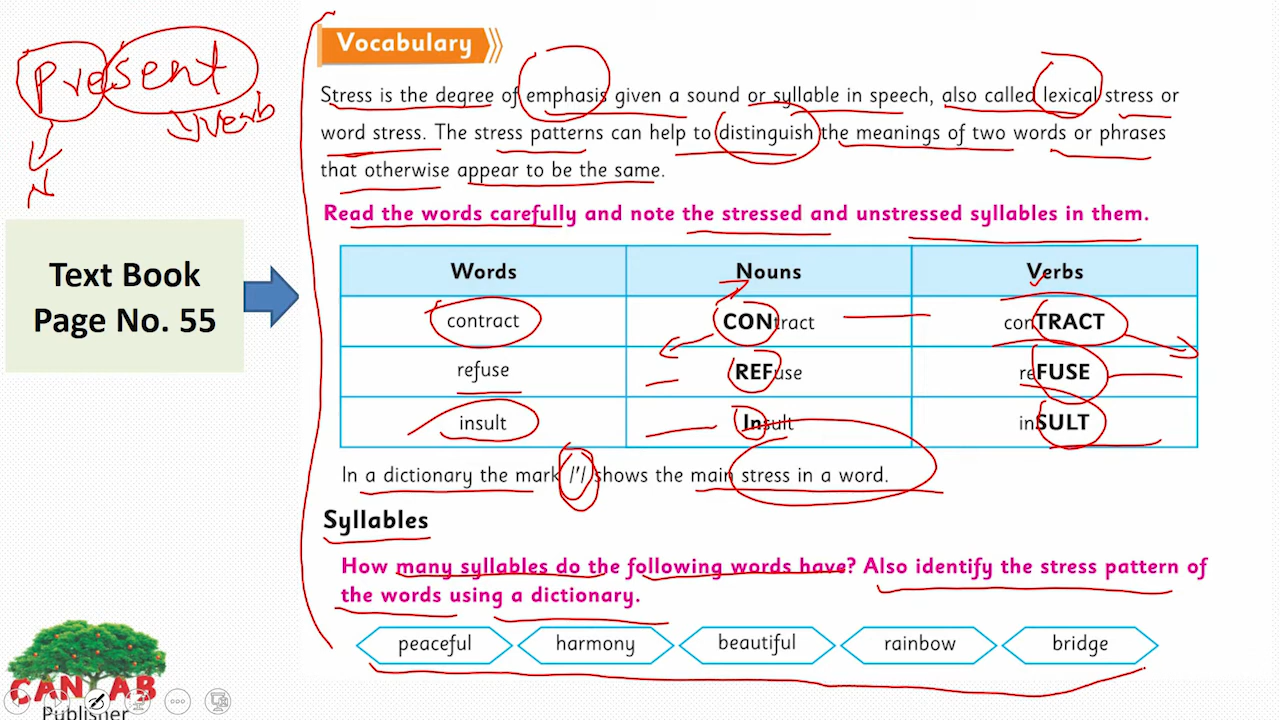 Present
Verb
N
Text Book
Page No. 55
Vocabulary
Stress is the degree of emphasis given a sound or syllable in speech, also called lexical stress or
word stress. The stress patterns can help to distinguish the meanings of two words or phrases
that otherwise appear to be the same.
Read the words carefully and note the stressed and unstressed syllables in them.
Words Nouns Verbs
contract CONtract conTRACT
refuse REFuse reFUSE
insult Insult inSULT
In a dictionary the mark /'/ shows the main stress in a word.
Syllables
How many syllables do the following words have? Also identify the stress pattern of
the words using a dictionary.
peaceful harmony beautiful rainbow bridge
CANTAB
Publisher